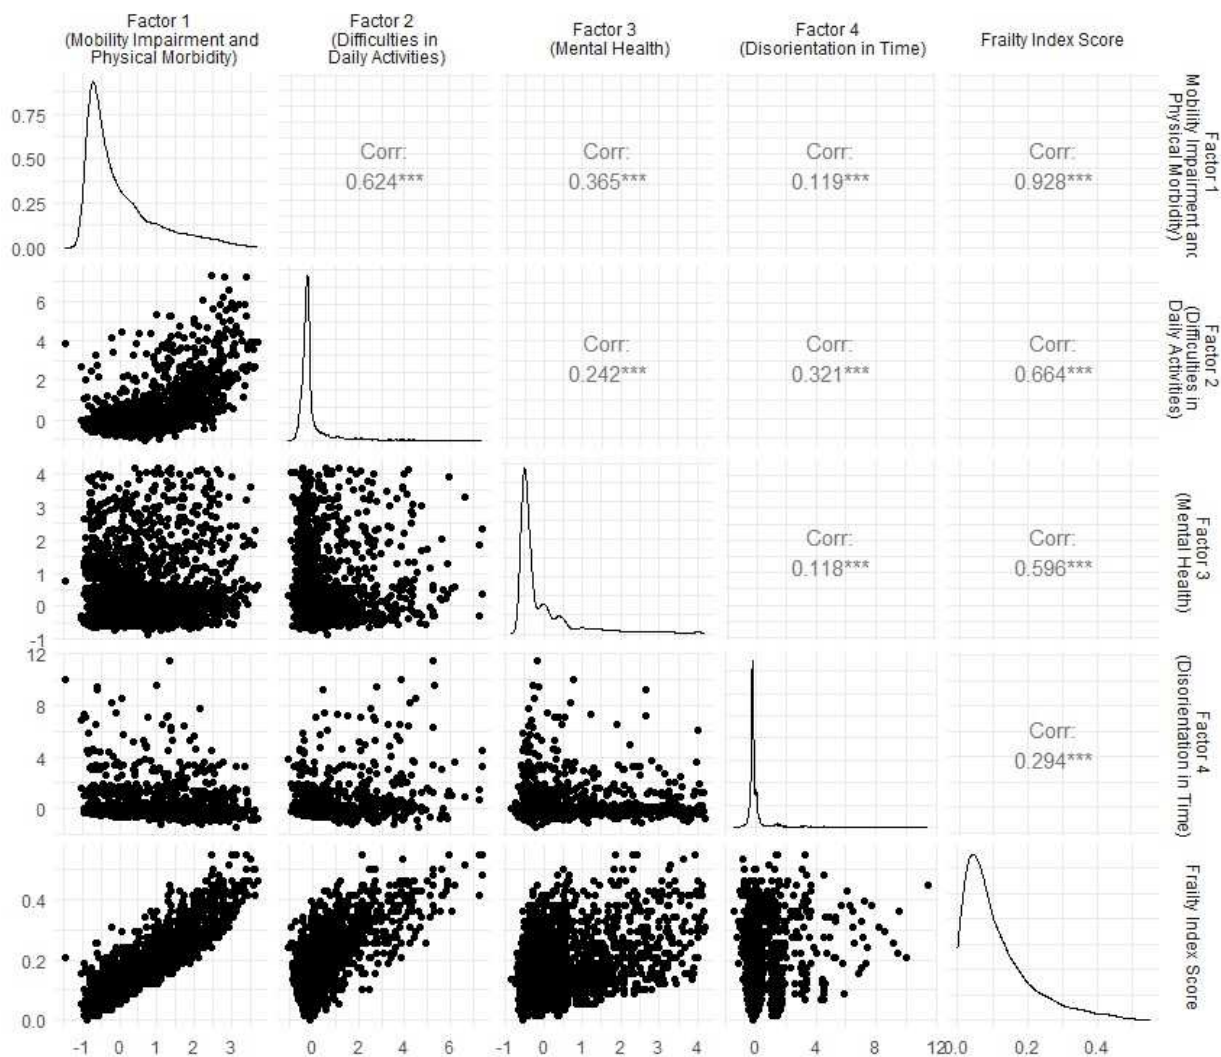 Factor 1
(Mobility Impairment and
Physical Morbidity)
Factor 2
(Difficulties in
Daily Activities)
Factor 3
(Mental Health)
Factor 4
(Disorientation in Time)
Frailty Index Score
0.75
0.50
0.25
0.00
Corr:
0.624***
Corr:
0.365***
Corr:
0.119***
Corr:
0.928***
Factor 1
Mobility Impairment and
Physical Morbidity)
6
4
2
0
Corr:
0.242***
Corr:
0.321***
Corr:
0.664***
Factor 2
(Difficulties in
Daily Activities)
4
3
2
1
0
-1
Corr:
0.118***
Corr:
0.596***
Factor 3
(Mental Health)
12
8
4
0
Corr:
0.294***
Factor 4
(Disorientation in Time)
0.4
0.2
0.0
Frailty Index Score
-1 0 1 2 3
0 2 4 6
-1 0 1 2 3 4
0 4 8 12
0.0 0.2 0.4